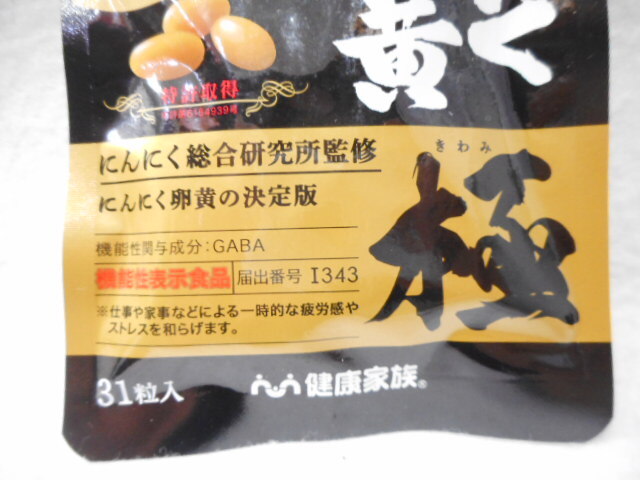 く
黄
特許取得
きわみ
極
にんにく総合研究所監修
にんにく卵黄の決定版
機能性関与成分:GABA
機能性表示食品 届出番号 I343
※仕事や家事などによる一時的な疲労感や
ストレスを和らげます。
31粒入
健康家族®